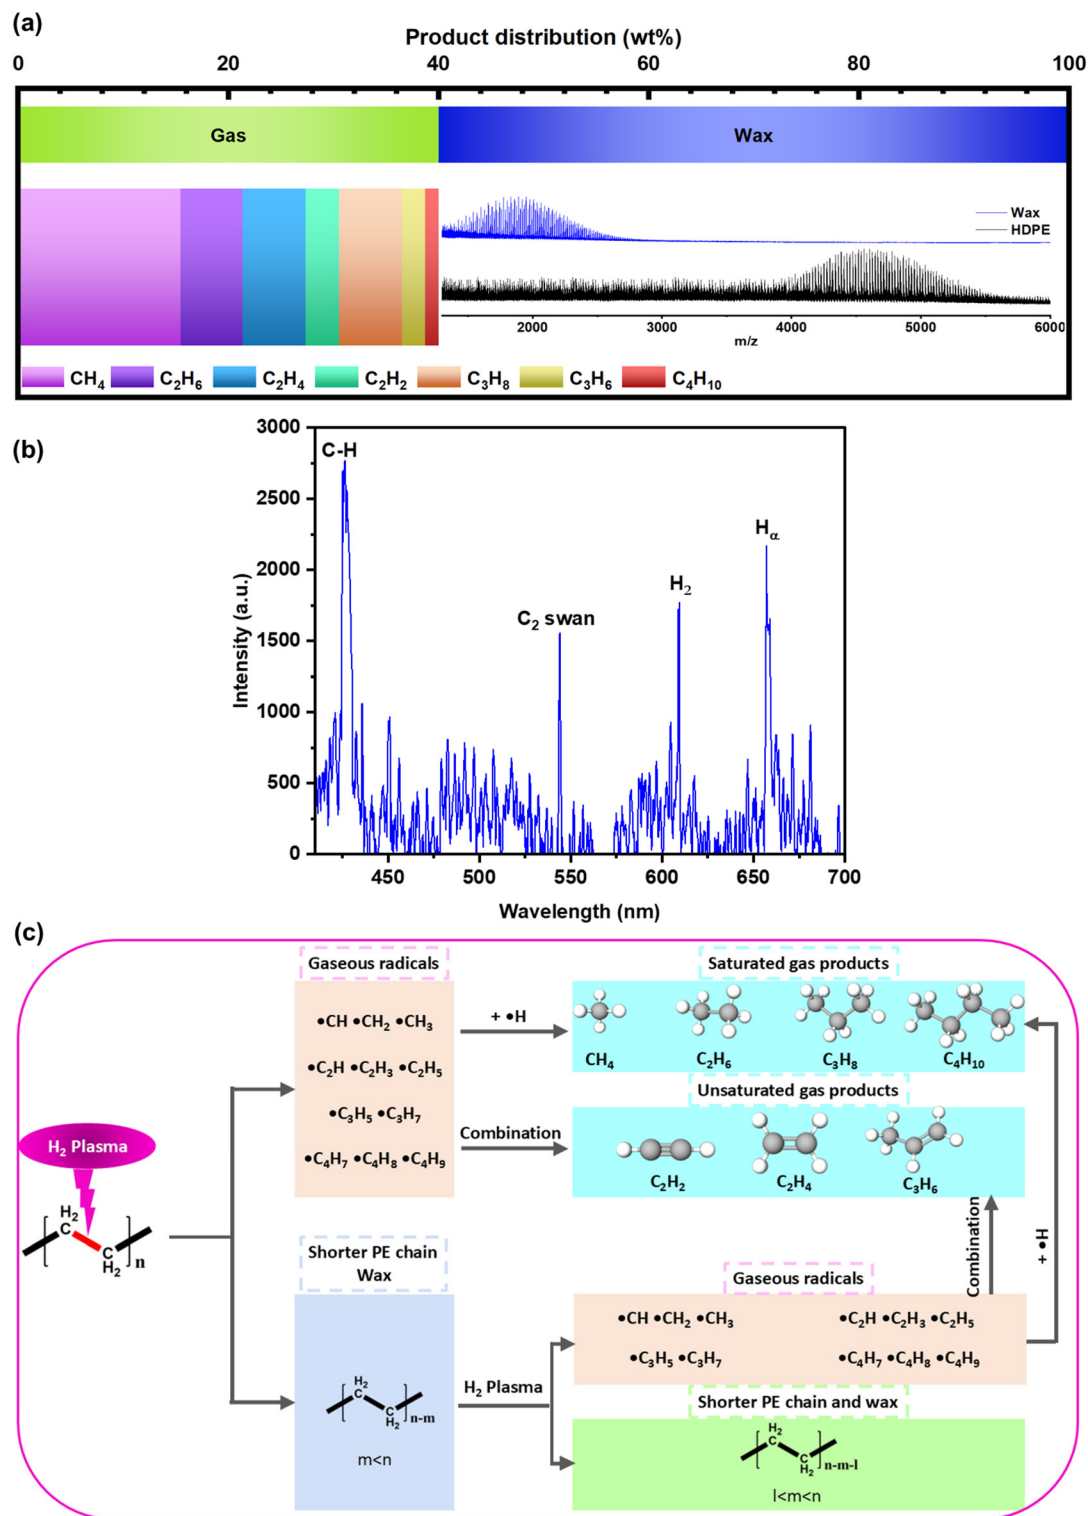 (a)
Product distribution (wt%)
0 20 40 60 80 100
Gas Wax
Wax
HDPE
2000 3000 4000 5000 6000
m/z
CH₄ C₂H₆ C₂H₄ C₂H₂ C₃H₈ C₃H₆ C₄H₁₀
(b)
3000
2500
2000
1500
1000
500
0
Intensity (a.u.)
C-H
C₂ swan
H₂
Hα
450 500 550 600 650 700
Wavelength (nm)
(c)
H₂ Plasma
C
H₂
C
H₂
n
Gaseous radicals
•CH •CH₂ •CH₃
•C₂H •C₂H₃ •C₂H₅
•C₃H₅ •C₃H₇
•C₄H₇ •C₄H₈ •C₄H₉
+ •H
Combination
Saturated gas products
CH₄ C₂H₆ C₃H₈ C₄H₁₀
Unsaturated gas products
C₂H₂ C₂H₄ C₃H₆
Shorter PE chain
Wax
H₂
C
C
H₂
n-m
m<n
H₂ Plasma
Gaseous radicals
•CH •CH₂ •CH₃ •C₂H •C₂H₃ •C₂H₅
•C₃H₅ •C₃H₇ •C₄H₇ •C₄H₈ •C₄H₉
Combination
+ •H
Shorter PE chain and wax
H₂
C
C
H₂
n-m-l
l<m<n